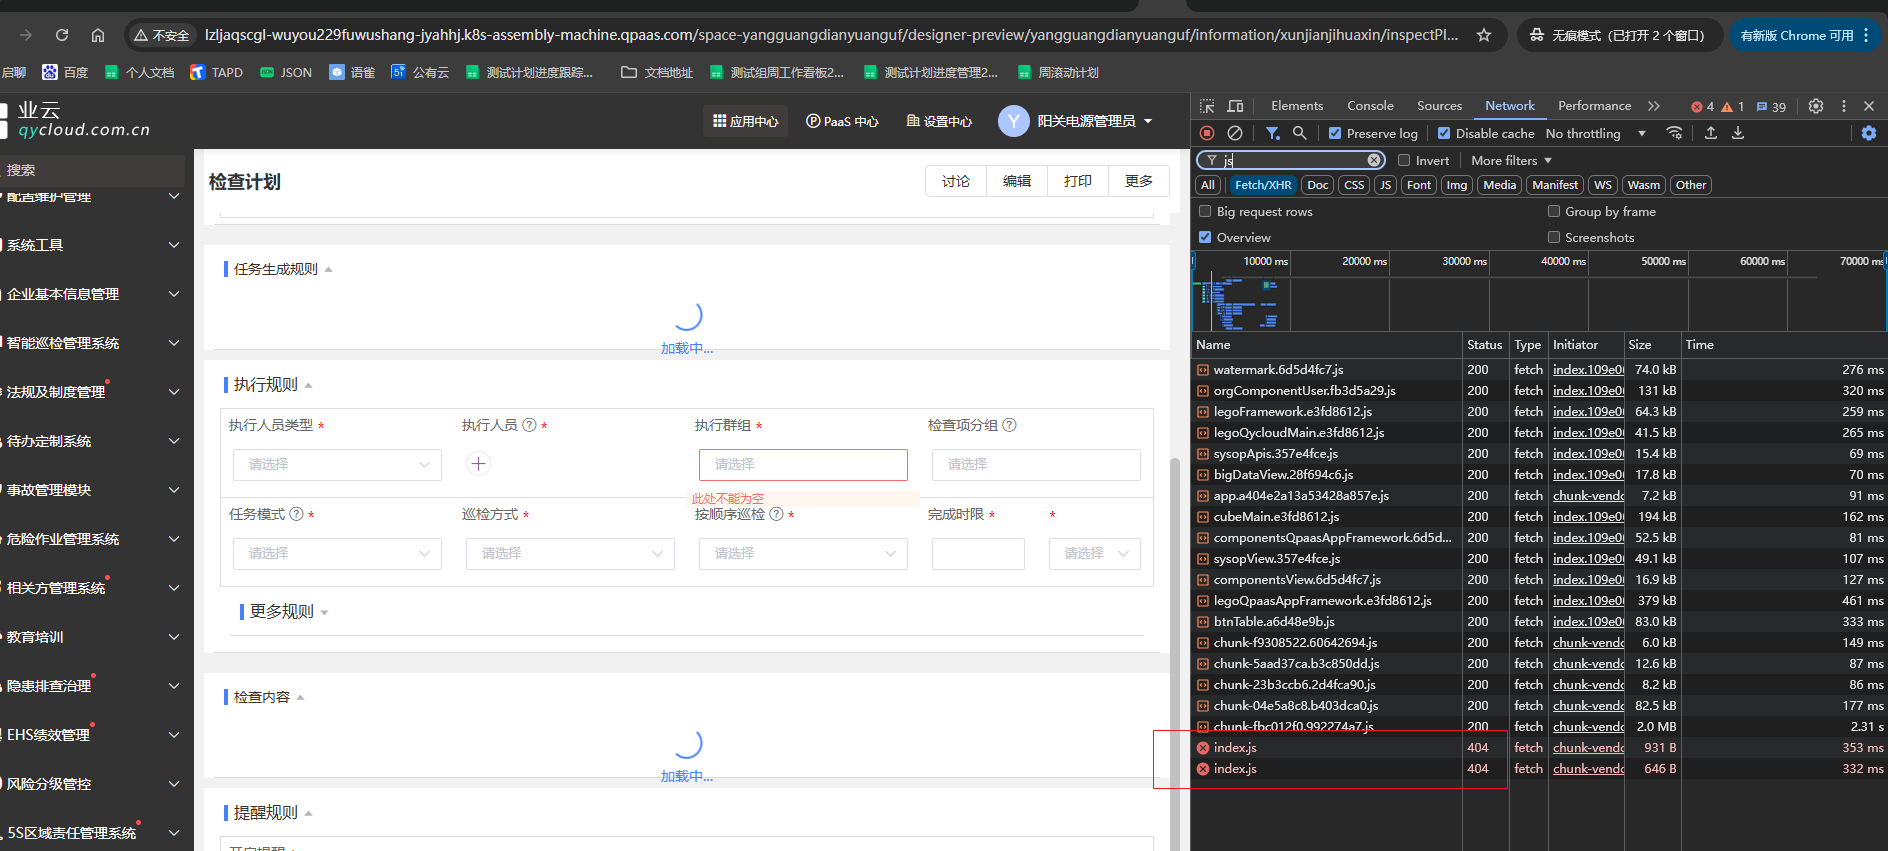 不安全
lzljaqscgl-wuyou229fuwushang-jyahhj.k8s-assembly-machine.qpaas.com/space-yangguangdianyuanguf/designer-preview/yangguangdianyuanguf/information/xunjianjihuaxin/inspectPl...
无痕模式（已打开 2 个窗口）
有新版 Chrome 可用
启聊
百度
个人文档
TAPD
JSON
语雀
公有云
测试计划进度跟踪...
文档地址
测试组周工作看板2...
测试计划进度管理2...
周滚动计划
业云
qycloud.com.cn
应用中心
PaaS 中心
设置中心
Y
阳关电源管理员
搜索
配置维护管理
系统工具
企业基本信息管理
智能巡检管理系统
法规及制度管理
待办定制系统
事故管理模块
危险作业管理系统
相关方管理系统
教育培训
隐患排查治理
EHS绩效管理
风险分级管控
5S区域责任管理系统
检查计划
讨论
编辑
打印
更多
任务生成规则
加载中...
执行规则
执行人员类型 *
执行人员 *
执行群组 *
检查项分组
请选择
请选择
请选择
此处不能为空
任务模式 *
巡检方式 *
按顺序巡检 *
完成时限 *
*
请选择
请选择
请选择
请选择
更多规则
检查内容
加载中...
提醒规则
开启提醒
Elements
Console
Sources
Network
Performance
4
1
39
Preserve log
Disable cache
No throttling
js
Invert
More filters
All
Fetch/XHR
Doc
CSS
JS
Font
Img
Media
Manifest
WS
Wasm
Other
Big request rows
Group by frame
Overview
Screenshots
10000 ms
20000 ms
30000 ms
40000 ms
50000 ms
60000 ms
70000 ms
Name Status Type Initiator Size Time
watermark.6d5d4fc7.js 200 fetch index.109e0 74.0 kB 276 ms
orgComponentUser.fb3d5a29.js 200 fetch index.109e0 131 kB 320 ms
legoFramework.e3fd8612.js 200 fetch index.109e0 64.3 kB 259 ms
legoQycloudMain.e3fd8612.js 200 fetch index.109e0 41.5 kB 265 ms
sysopApis.357e4fce.js 200 fetch index.109e0 15.4 kB 69 ms
bigDataView.28f694c6.js 200 fetch index.109e0 17.8 kB 70 ms
app.a404e2a13a53428a857e.js 200 fetch chunk-vendo 7.2 kB 91 ms
cubeMain.e3fd8612.js 200 fetch index.109e0 194 kB 162 ms
componentsQpaasAppFramework.6d5d... 200 fetch index.109e0 52.5 kB 81 ms
sysopView.357e4fce.js 200 fetch index.109e0 49.1 kB 107 ms
componentsView.6d5d4fc7.js 200 fetch index.109e0 16.9 kB 127 ms
legoQpaasAppFramework.e3fd8612.js 200 fetch index.109e0 379 kB 461 ms
btnTable.a6d48e9b.js 200 fetch index.109e0 83.0 kB 333 ms
chunk-f9308522.60642694.js 200 fetch chunk-vendo 6.0 kB 149 ms
chunk-5aad37ca.b3c850dd.js 200 fetch chunk-vendo 12.6 kB 87 ms
chunk-23b3ccb6.2d4fca90.js 200 fetch chunk-vendo 8.2 kB 86 ms
chunk-04e5a8c8.b403dca0.js 200 fetch chunk-vendo 82.5 kB 177 ms
chunk-fbc012f0.992274a7.js 200 fetch chunk-vendo 2.0 MB 2.31 s
index.js 404 fetch chunk-vendo 931 B 353 ms
index.js 404 fetch chunk-vendo 646 B 332 ms